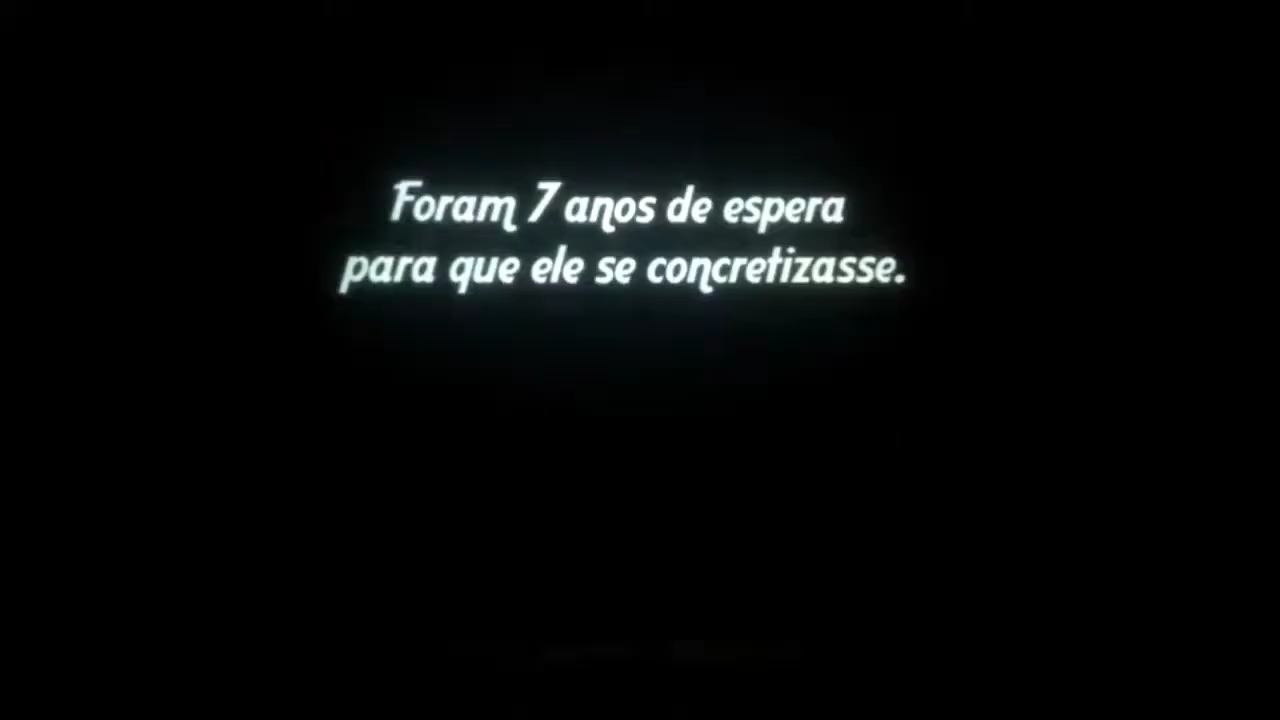 Foram 7 anos de espera
para que ele se concretizasse.